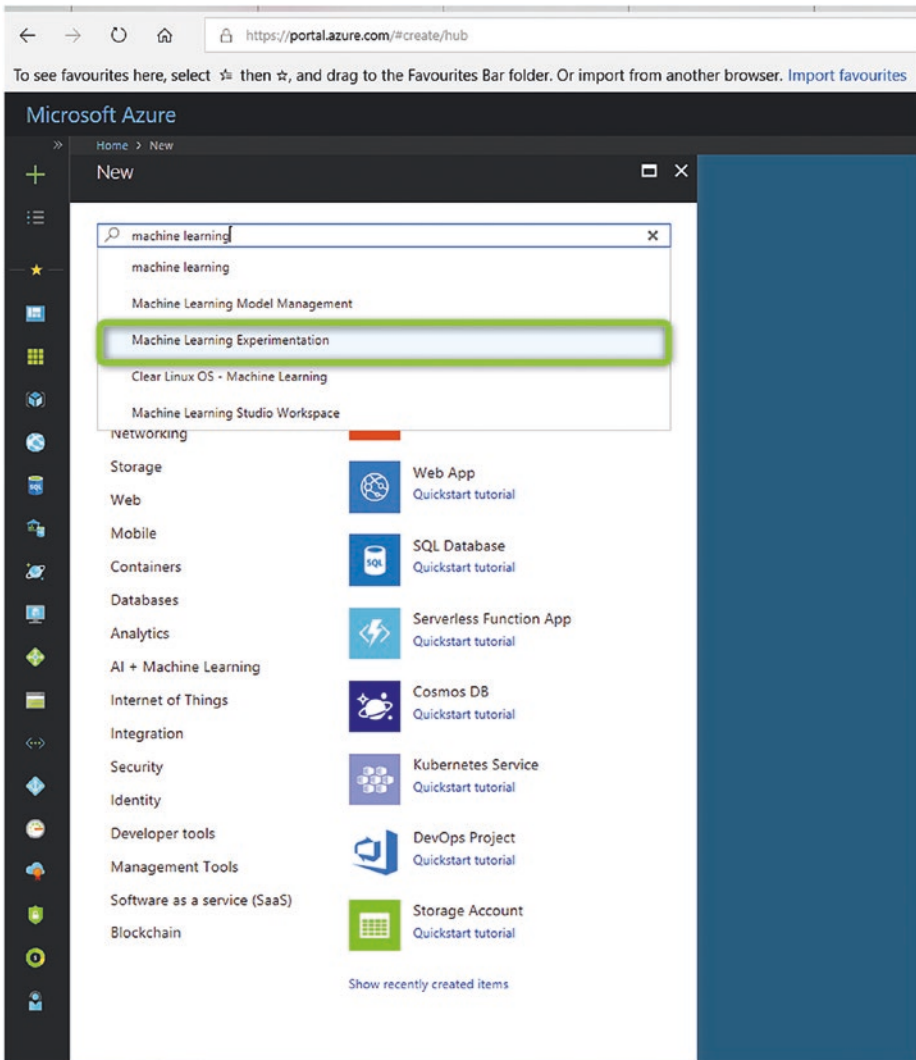 https://portal.azure.com/#create/hub
To see favourites here, select ☆ then ☆, and drag to the Favourites Bar folder. Or import from another browser. Import favourites
Microsoft Azure
Home > New
New
machine learning
machine learning
Machine Learning Model Management
Machine Learning Experimentation
Clear Linux OS - Machine Learning
Machine Learning Studio Workspace
Networking
Storage
Web
Mobile
Containers
Databases
Analytics
AI + Machine Learning
Internet of Things
Integration
Security
Identity
Developer tools
Management Tools
Software as a service (SaaS)
Blockchain
Web App
Quickstart tutorial
SQL
SQL Database
Quickstart tutorial
Serverless Function App
Quickstart tutorial
Cosmos DB
Quickstart tutorial
Kubernetes Service
Quickstart tutorial
DevOps Project
Quickstart tutorial
Storage Account
Quickstart tutorial
Show recently created items